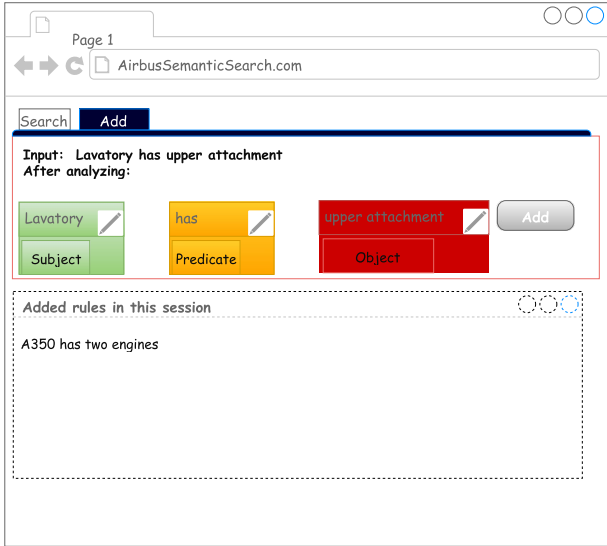 Page 1
AirbusSemanticSearch.com
Search Add
Input: Lavatory has upper attachment
After analyzing:
Lavatory has upper attachment Add
Subject Predicate Object
Added rules in this session
A350 has two engines